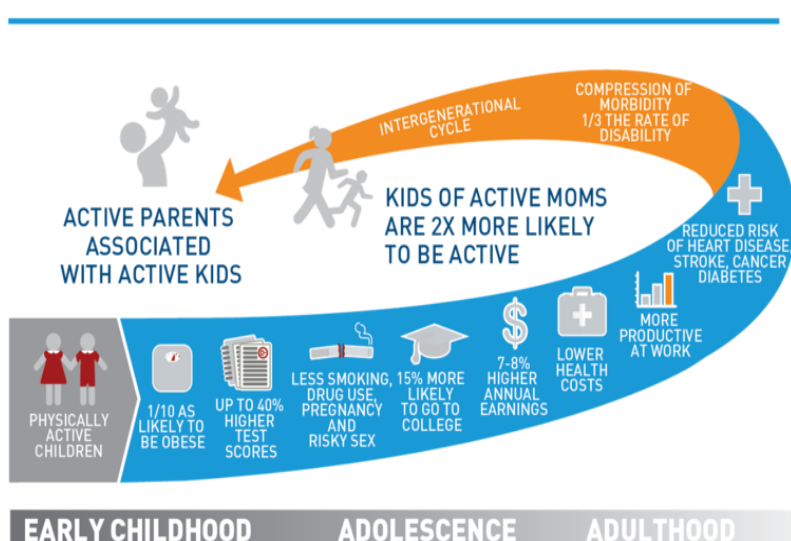 INTERGENERATIONAL
CYCLE
COMPRESSION OF
MORBIDITY
1/3 THE RATE OF
DISABILITY
ACTIVE PARENTS
ASSOCIATED
WITH ACTIVE KIDS
KIDS OF ACTIVE MOMS
ARE 2X MORE LIKELY
TO BE ACTIVE
REDUCED RISK
OF HEART DISEASE,
STROKE, CANCER
DIABETES
PHYSICALLY
ACTIVE
CHILDREN
1/10 AS
LIKELY TO
BE OBESE
UP TO 40%
HIGHER
TEST
SCORES
LESS SMOKING,
DRUG USE,
PREGNANCY
AND
RISKY SEX
15% MORE
LIKELY
TO GO TO
COLLEGE
$
7-8%
HIGHER
ANNUAL
EARNINGS
LOWER
HEALTH
COSTS
MORE
PRODUCTIVE
AT WORK
EARLY CHILDHOOD
ADOLESCENCE
ADULTHOOD